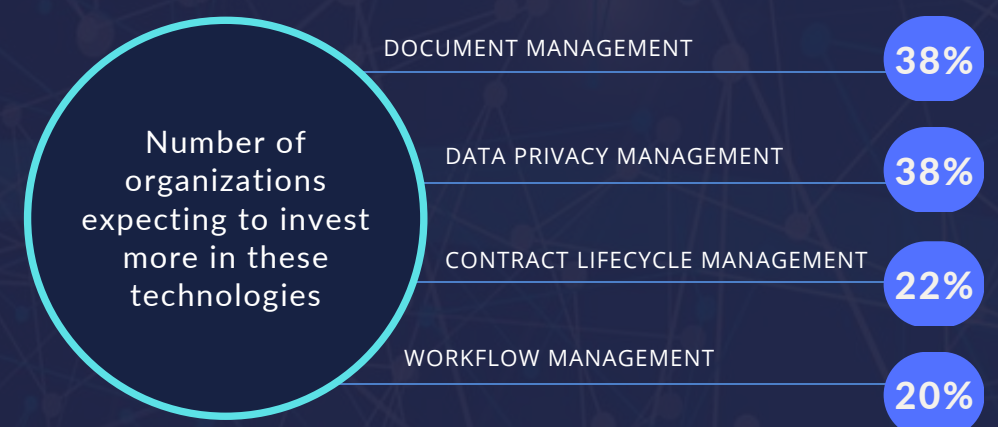 Number of
organizations
expecting to invest
more in these
technologies
DOCUMENT MANAGEMENT
38%
DATA PRIVACY MANAGEMENT
38%
CONTRACT LIFECYCLE MANAGEMENT
22%
WORKFLOW MANAGEMENT
20%